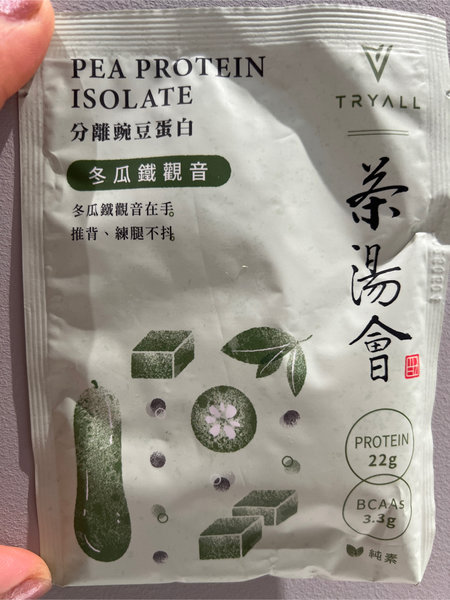 PEA PROTEIN
ISOLATE
分離豌豆蛋白
冬瓜鐵觀音
冬瓜鐵觀音在手。
推背、練腿不抖。
TRYALL
茶湯會
PROTEIN
22g
BCAAs
3.3g
純素